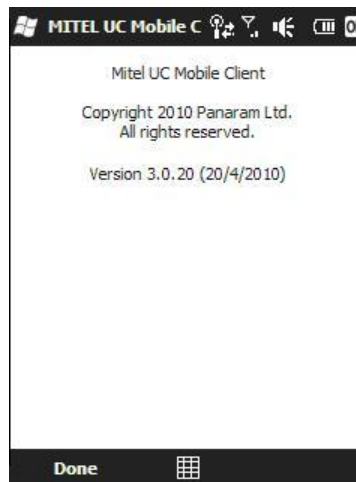 MITEL UC Mobile C
Mitel UC Mobile Client
Copyright 2010 Panaram Ltd.
All rights reserved.
Version 3.0.20 (20/4/2010)
Done